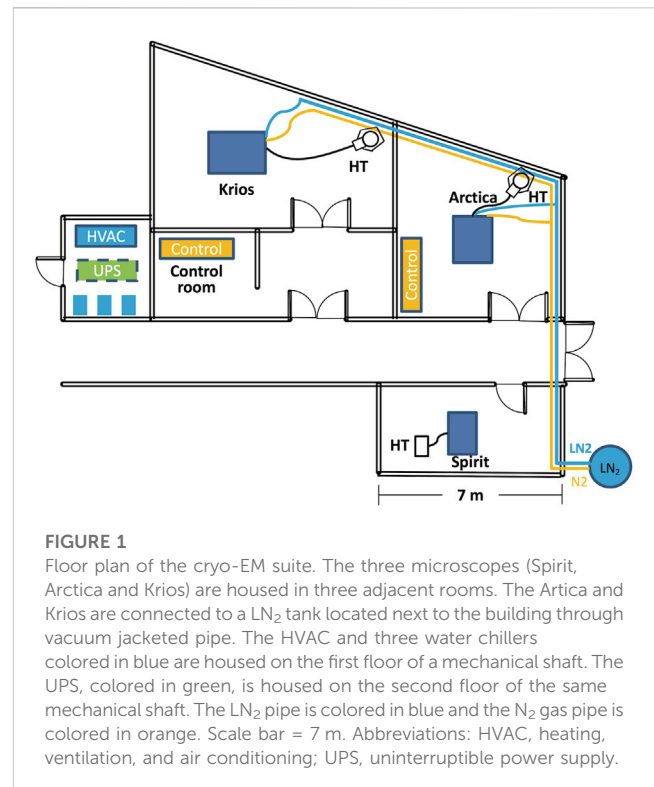 HT
Krios
Arctica
HT
HVAC
UPS
Control
Control
room
Control
HT
Spirit
LN2
N2
LN₂
7 m
FIGURE 1
Floor plan of the cryo-EM suite. The three microscopes (Spirit,
Arctica and Krios) are housed in three adjacent rooms. The Artica and
Krios are connected to a LN₂ tank located next to the building through
vacuum jacketed pipe. The HVAC and three water chillers
colored in blue are housed on the first floor of a mechanical shaft. The
UPS, colored in green, is housed on the second floor of the same
mechanical shaft. The LN₂ pipe is colored in blue and the N₂ gas pipe is
colored in orange. Scale bar = 7 m. Abbreviations: HVAC, heating,
ventilation, and air conditioning; UPS, uninterruptible power supply.